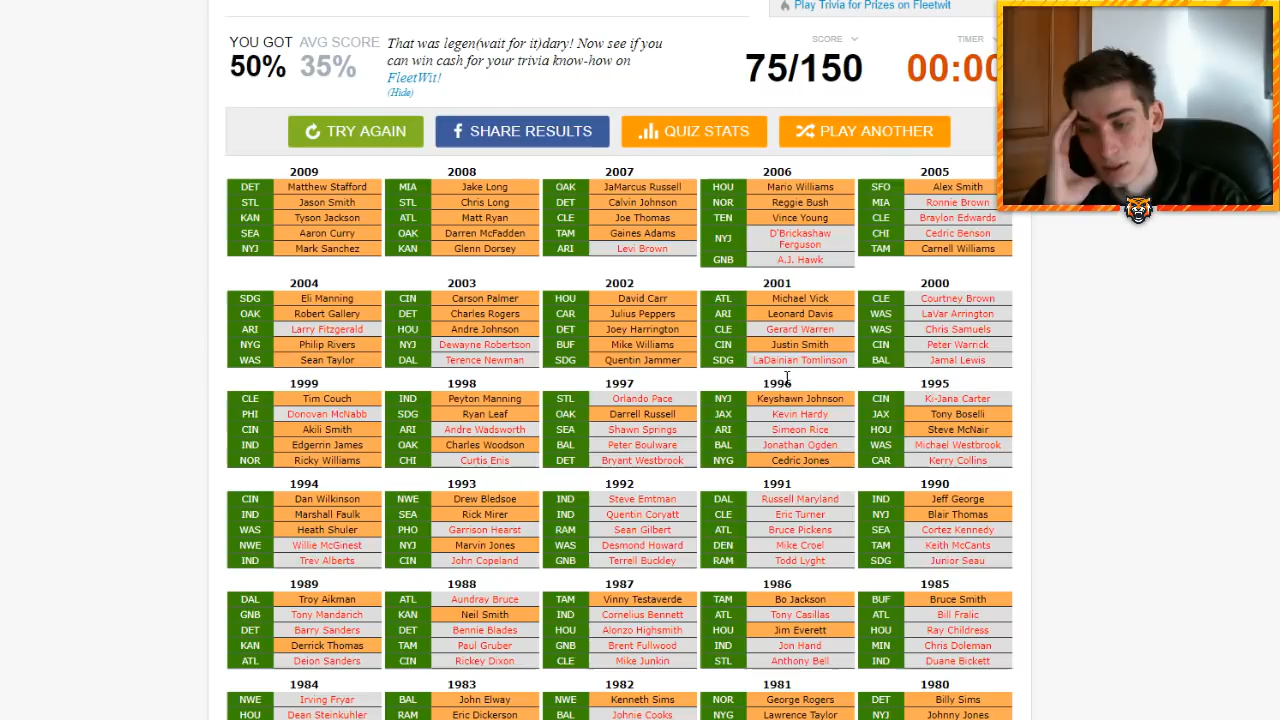 Play Trivia for Prizes on Fleetwit
YOU GOT AVG SCORE
50% 35%
That was legen(wait for it)dary! Now see if you
can win cash for your trivia know-how on
FleetWit!
(Hide)
SCORE
75/150
TIMER
00:00
TRY AGAIN
SHARE RESULTS
QUIZ STATS
PLAY ANOTHER
2009
DET Matthew Stafford
STL Jason Smith
KAN Tyson Jackson
SEA Aaron Curry
NYJ Mark Sanchez
2008
MIA Jake Long
STL Chris Long
ATL Matt Ryan
OAK Darren McFadden
KAN Glenn Dorsey
2007
OAK JaMarcus Russell
DET Calvin Johnson
CLE Joe Thomas
TAM Gaines Adams
ARI Levi Brown
2006
HOU Mario Williams
NOR Reggie Bush
TEN Vince Young
NYJ D'Brickashaw
Ferguson
GNB A.J. Hawk
2005
SFO Alex Smith
MIA Ronnie Brown
CLE Braylon Edwards
CHI Cedric Benson
TAM Carnell Williams
2004
SDG Eli Manning
OAK Robert Gallery
ARI Larry Fitzgerald
NYG Philip Rivers
WAS Sean Taylor
2003
CIN Carson Palmer
DET Charles Rogers
HOU Andre Johnson
NYJ Dewayne Robertson
DAL Terence Newman
2002
HOU David Carr
CAR Julius Peppers
DET Joey Harrington
BUF Mike Williams
SDG Quentin Jammer
2001
ATL Michael Vick
ARI Leonard Davis
CLE Gerard Warren
CIN Justin Smith
SDG LaDainian Tomlinson
2000
CLE Courtney Brown
WAS LaVar Arrington
WAS Chris Samuels
CIN Peter Warrick
BAL Jamal Lewis
1999
CLE Tim Couch
PHI Donovan McNabb
CIN Akili Smith
IND Edgerrin James
NOR Ricky Williams
1998
IND Peyton Manning
SDG Ryan Leaf
ARI Andre Wadsworth
OAK Charles Woodson
CHI Curtis Enis
1997
STL Orlando Pace
OAK Darrell Russell
SEA Shawn Springs
BAL Peter Boulware
DET Bryant Westbrook
1996
NYJ Keyshawn Johnson
JAX Kevin Hardy
ARI Simeon Rice
BAL Jonathan Ogden
NYG Cedric Jones
1995
CIN Ki-Jana Carter
JAX Tony Boselli
HOU Steve McNair
WAS Michael Westbrook
CAR Kerry Collins
1994
CIN Dan Wilkinson
IND Marshall Faulk
WAS Heath Shuler
NWE Willie McGinest
IND Trev Alberts
1993
NWE Drew Bledsoe
SEA Rick Mirer
PHO Garrison Hearst
NYJ Marvin Jones
CIN John Copeland
1992
IND Steve Emtman
IND Quentin Coryatt
RAM Sean Gilbert
WAS Desmond Howard
GNB Terrell Buckley
1991
DAL Russell Maryland
CLE Eric Turner
ATL Bruce Pickens
DEN Mike Croel
RAM Todd Lyght
1990
IND Jeff George
NYJ Blair Thomas
SEA Cortez Kennedy
TAM Keith McCants
SDG Junior Seau
1989
DAL Troy Aikman
GNB Tony Mandarich
DET Barry Sanders
KAN Derrick Thomas
ATL Deion Sanders
1988
ATL Aundray Bruce
KAN Neil Smith
DET Bennie Blades
TAM Paul Gruber
CIN Rickey Dixon
1987
TAM Vinny Testaverde
IND Cornelius Bennett
HOU Alonzo Highsmith
GNB Brent Fullwood
CLE Mike Junkin
1986
TAM Bo Jackson
ATL Tony Casillas
HOU Jim Everett
IND Jon Hand
STL Anthony Bell
1985
BUF Bruce Smith
ATL Bill Fralic
HOU Ray Childress
MIN Chris Doleman
IND Duane Bickett
1984
NWE Irving Fryar
HOU Dean Steinkuhler
1983
BAL John Elway
RAM Eric Dickerson
1982
NWE Kenneth Sims
BAL Johnie Cooks
1981
NOR George Rogers
NYG Lawrence Taylor
1980
DET Billy Sims
NYJ Johnny Jones